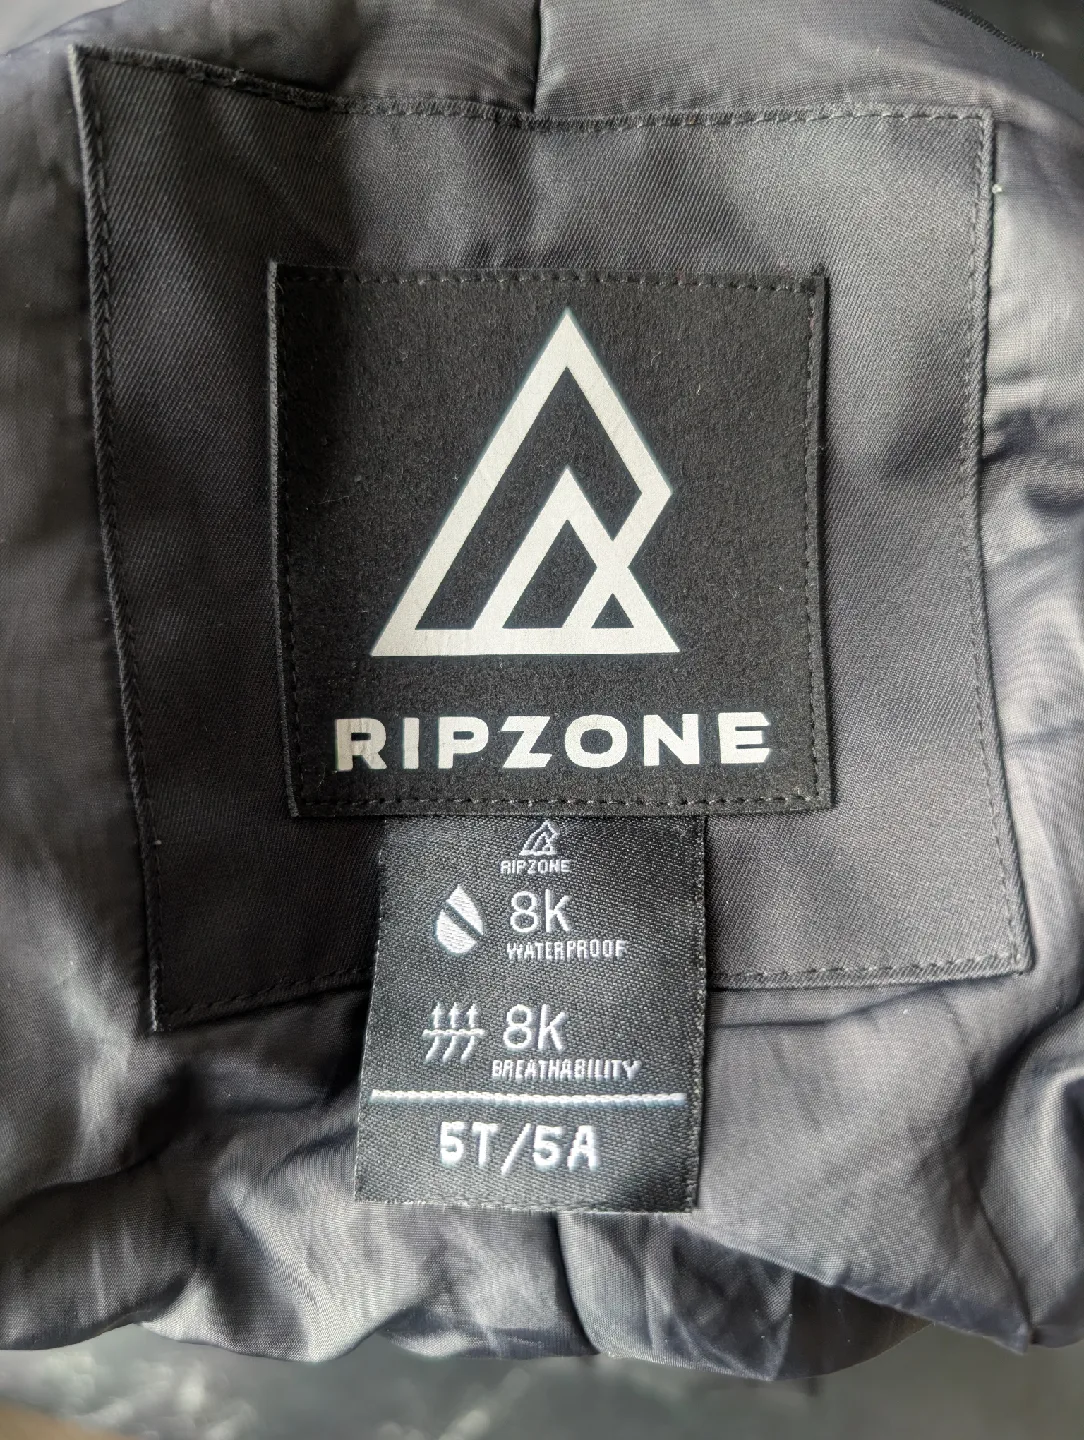 RIPZONE
RIPZONE
8K
WATERPROOF
8K
BREATHABILITY
5T/5A